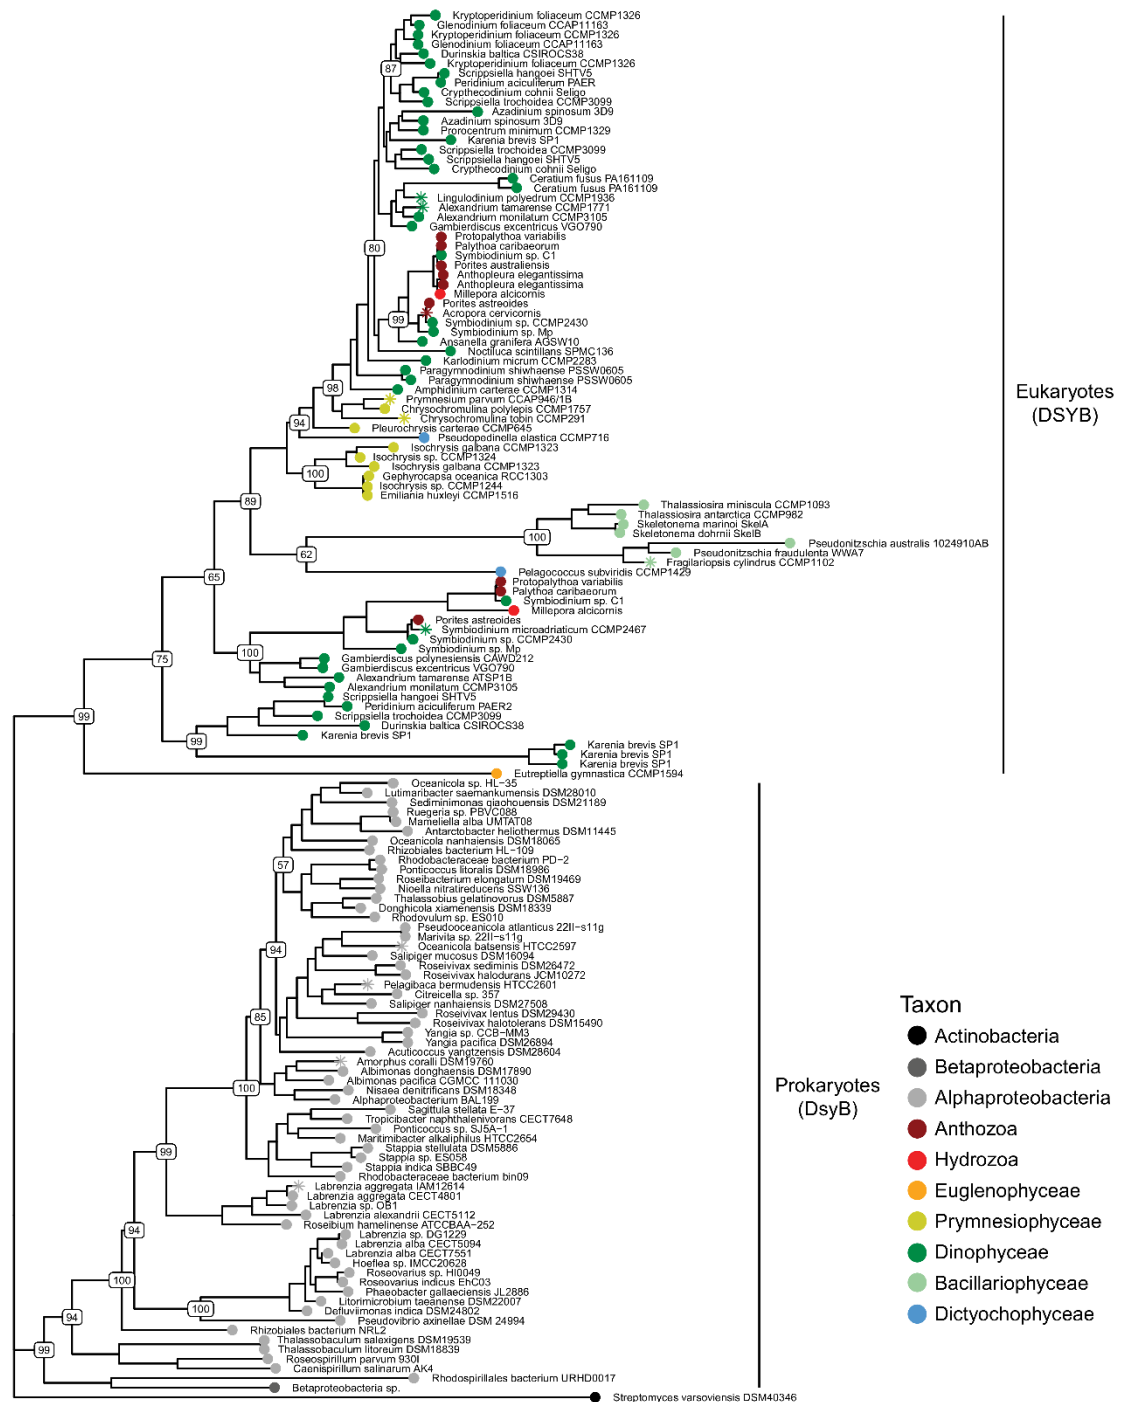 Kryptoperidinium foliaceum CCMP1326
Glenodinium foliaceum CCAP11163
Kryptoperidinium foliaceum CCMP1326
Glenodinium foliaceum CCAP11163
Durinskia baltica CSIROCS38
Kryptoperidinium foliaceum CCMP1326
87
Scrippsiella hangoei SHTV5
Peridinium aciculiferum PAER
Crypthecodinium cohnii Seligo
Scrippsiella trochoidea CCMP3099
Azadinium spinosum 3D9
Azadinium spinosum 3D9
Prorocentrum minimum CCMP1329
Karenia brevis SP1
Scrippsiella trochoidea CCMP3099
Scrippsiella hangoei SHTV5
Crypthecodinium cohnii Seligo
Ceratium fusus PA161109
Ceratium fusus PA161109
Lingulodinium polyedrum CCMP1936
Alexandrium tamarense CCMP1771
Alexandrium monilatum CCMP3105
Gambierdiscus excentricus VGO790
Protopalythoa variabilis
80
Palythoa caribaeorum
Symbiodinium sp. C1
Porites australiensis
Anthopleura elegantissima
Anthopleura elegantissima
Millepora alcicornis
Porites astreoides
Acropora cervicornis
99
Symbiodinium sp. CCMP2430
Symbiodinium sp. Mp
Ansanella granifera AGSW10
Noctiluca scintillans SPMC136
Karlodinium micrum CCMP2283
Paragymnodinium shiwhaense PSSW0605
Paragymnodinium shiwhaense PSSW0605
98
Amphidinium carterae CCMP1314
Prymnesium parvum CCAP946/1B
Chrysochromulina polylepis CCMP1757
Chrysochromulina tobin CCMP291
94
Pleurochrysis carterae CCMP645
Pseudopedinella elastica CCMP716
Isochrysis galbana CCMP1323
Isochrysis sp. CCMP1324
Isochrysis galbana CCMP1323
100
Gephyrocapsa oceanica RCC1303
Isochrysis sp. CCMP1244
Emiliania huxleyi CCMP1516
89
Thalassiosira miniscula CCMP1093
Thalassiosira antarctica CCMP982
Skeletonema marinoi SkelA
Skeletonema dohrnii SkelB
100
Pseudonitzschia australis 1024910AB
Pseudonitzschia fraudulenta WWA7
62
Fragilariopsis cylindrus CCMP1102
Pelagococcus subviridis CCMP1429
65
Protopalythoa variabilis
Palythoa caribaeorum
Symbiodinium sp. C1
Millepora alcicornis
Porites astreoides
Symbiodinium microadriaticum CCMP2467
Symbiodinium sp. CCMP2430
Symbiodinium sp. Mp
100
75
Gambierdiscus polynesiensis CAWD212
Gambierdiscus excentricus VGO790
Alexandrium tamarense ATSP1B
Alexandrium monilatum CCMP3105
Scrippsiella hangoei SHTV5
Peridinium aciculiferum PAER2
99
Scrippsiella trochoidea CCMP3099
Durinskia baltica CSIROCS38
Karenia brevis SP1
99
Karenia brevis SP1
Karenia brevis SP1
Karenia brevis SP1
Eutreptiella gymnastica CCMP1594
Eukaryotes
(DSYB)
Oceanicola sp. HL-35
Lutimaribacter saemankumensis DSM28010
Sediminimonas qiaohouensis DSM21189
Ruegeria sp. PBVC088
Mameliella alba UMTAT08
Antarctobacter heliothermus DSM11445
Oceanicola nanhaiensis DSM18065
Rhizobiales bacterium HL-109
57
Rhodobacteraceae bacterium PD-2
Ponticoccus litoralis DSM18986
Roseibacterium elongatum DSM19469
Nioella nitratireducens SSW136
Thalassobius gelatinovorus DSM5887
Donghicola xiamenensis DSM18339
Rhodovulum sp. ES010
Pseudooceanicola atlanticus 22II-s11g
Marivita sp. 22II-s11g
94
Oceanicola batsensis HTCC2597
Salipiger mucosus DSM16094
Roseivivax sediminis DSM26472
Roseivivax halodurans JCM10272
Pelagibaca bermudensis HTCC2601
Citreicella sp. 357
Salipiger nanhaiensis DSM27508
85
Roseivivax lentus DSM29430
Roseivivax halotolerans DSM15490
Yangia sp. CCB-MM3
Yangia pacifica DSM26894
Acuticoccus yangtzensis DSM28604
Amorphus coralli DSM19760
Albimonas donghaensis DSM17890
Albimonas pacifica CGMCC 111030
100
Nisaea denitrificans DSM18348
Alphaproteobacterium BAL199
Sagittula stellata E-37
Tropicibacter naphthalenivorans CECT7648
Ponticoccus sp. SJ5A-1
Maritimibacter alkaliphilus HTCC2654
99
Stappia stellulata DSM5886
Stappia sp. ES058
Stappia indica SBBC49
Rhodobacteraceae bacterium bin09
Labrenzia aggregata IAM12614
Labrenzia aggregata CECT4801
Labrenzia sp. OB1
Labrenzia alexandrii CECT5112
Roseibium hamelinense ATCCBAA-252
94
Labrenzia sp. DG1229
Labrenzia alba CECT5094
Labrenzia alba CECT7551
Hoeflea sp. IMCC20628
100
Roseovarius sp. HI0049
Roseovarius indicus EhC03
Phaeobacter gallaeciensis JL2886
Litorimicrobium taeanense DSM22007
100
Defluviimonas indica DSM24802
94
Pseudovibrio axinellae DSM 24994
Rhizobiales bacterium NRL2
Thalassobaculum salexigens DSM19539
Thalassobaculum litoreum DSM18839
99
Roseospirillum parvum 930I
Caenispirillum salinarum AK4
Rhodospirillales bacterium URHD0017
Betaproteobacteria sp.
Streptomyces varsoviensis DSM40346
Prokaryotes
(DsyB)
Taxon
Actinobacteria
Betaproteobacteria
Alphaproteobacteria
Anthozoa
Hydrozoa
Euglenophyceae
Prymnesiophyceae
Dinophyceae
Bacillariophyceae
Dictyochophyceae